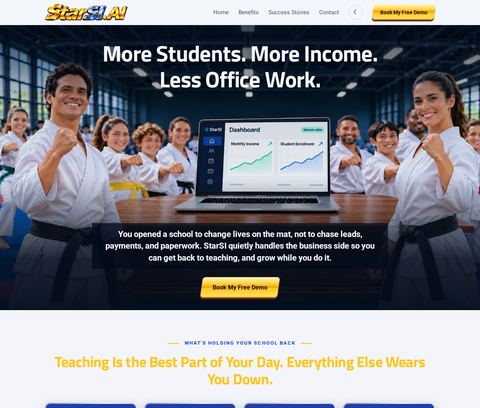 StarSI.AI
Home Benefits Success Stories Contact
Book My Free Demo
More Students. More Income.
Less Office Work.
StarSI
Dashboard
Sample data
Monthly income
Student Enrollment
You opened a school to change lives on the mat, not to chase leads,
payments, and paperwork. StarSI quietly handles the business side so you
can get back to teaching, and grow while you do it.
Book My Free Demo
WHAT'S HOLDING YOUR SCHOOL BACK
Teaching Is the Best Part of Your Day. Everything Else Wears
You Down.